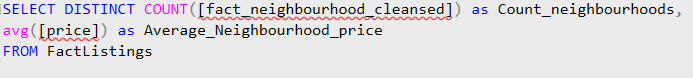 SELECT DISTINCT COUNT([fact_neighbourhood_cleansed]) as Count_neighbourhoods,
avg([price]) as Average_Neighbourhood_price
FROM FactListings